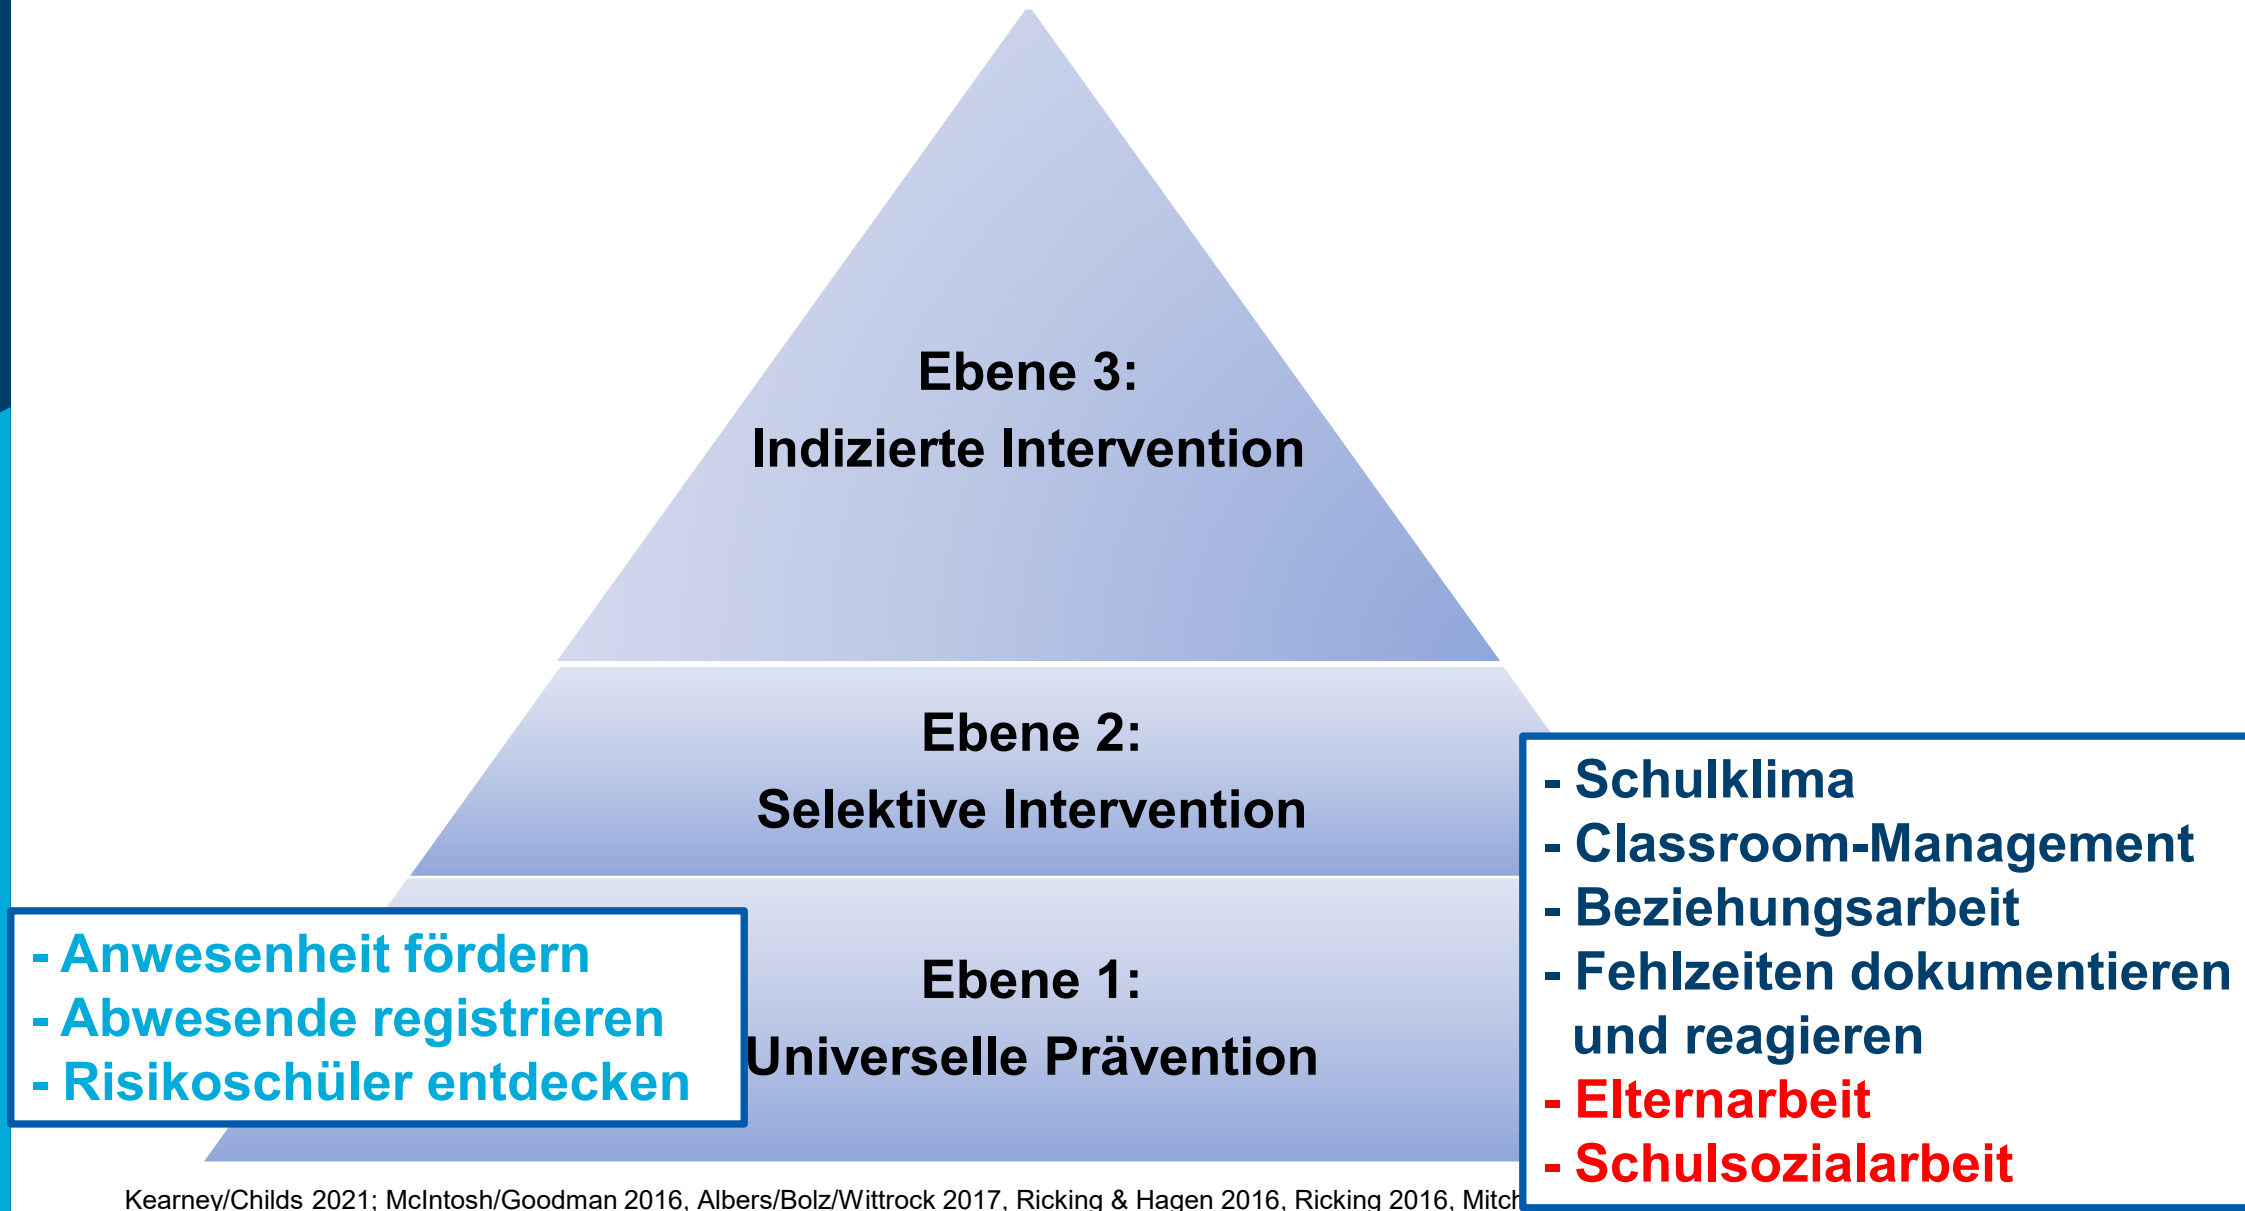 Ebene 3:
Indizierte Intervention
Ebene 2:
Selektive Intervention
Ebene 1:
Universelle Prävention
- Anwesenheit fördern
- Abwesende registrieren
- Risikoschüler entdecken
- Schulklima
- Classroom-Management
- Beziehungsarbeit
- Fehlzeiten dokumentieren
und reagieren
- Elternarbeit
- Schulsozialarbeit
Kearney/Childs 2021; McIntosh/Goodman 2016, Albers/Bolz/Wittrock 2017, Ricking & Hagen 2016, Ricking 2016,